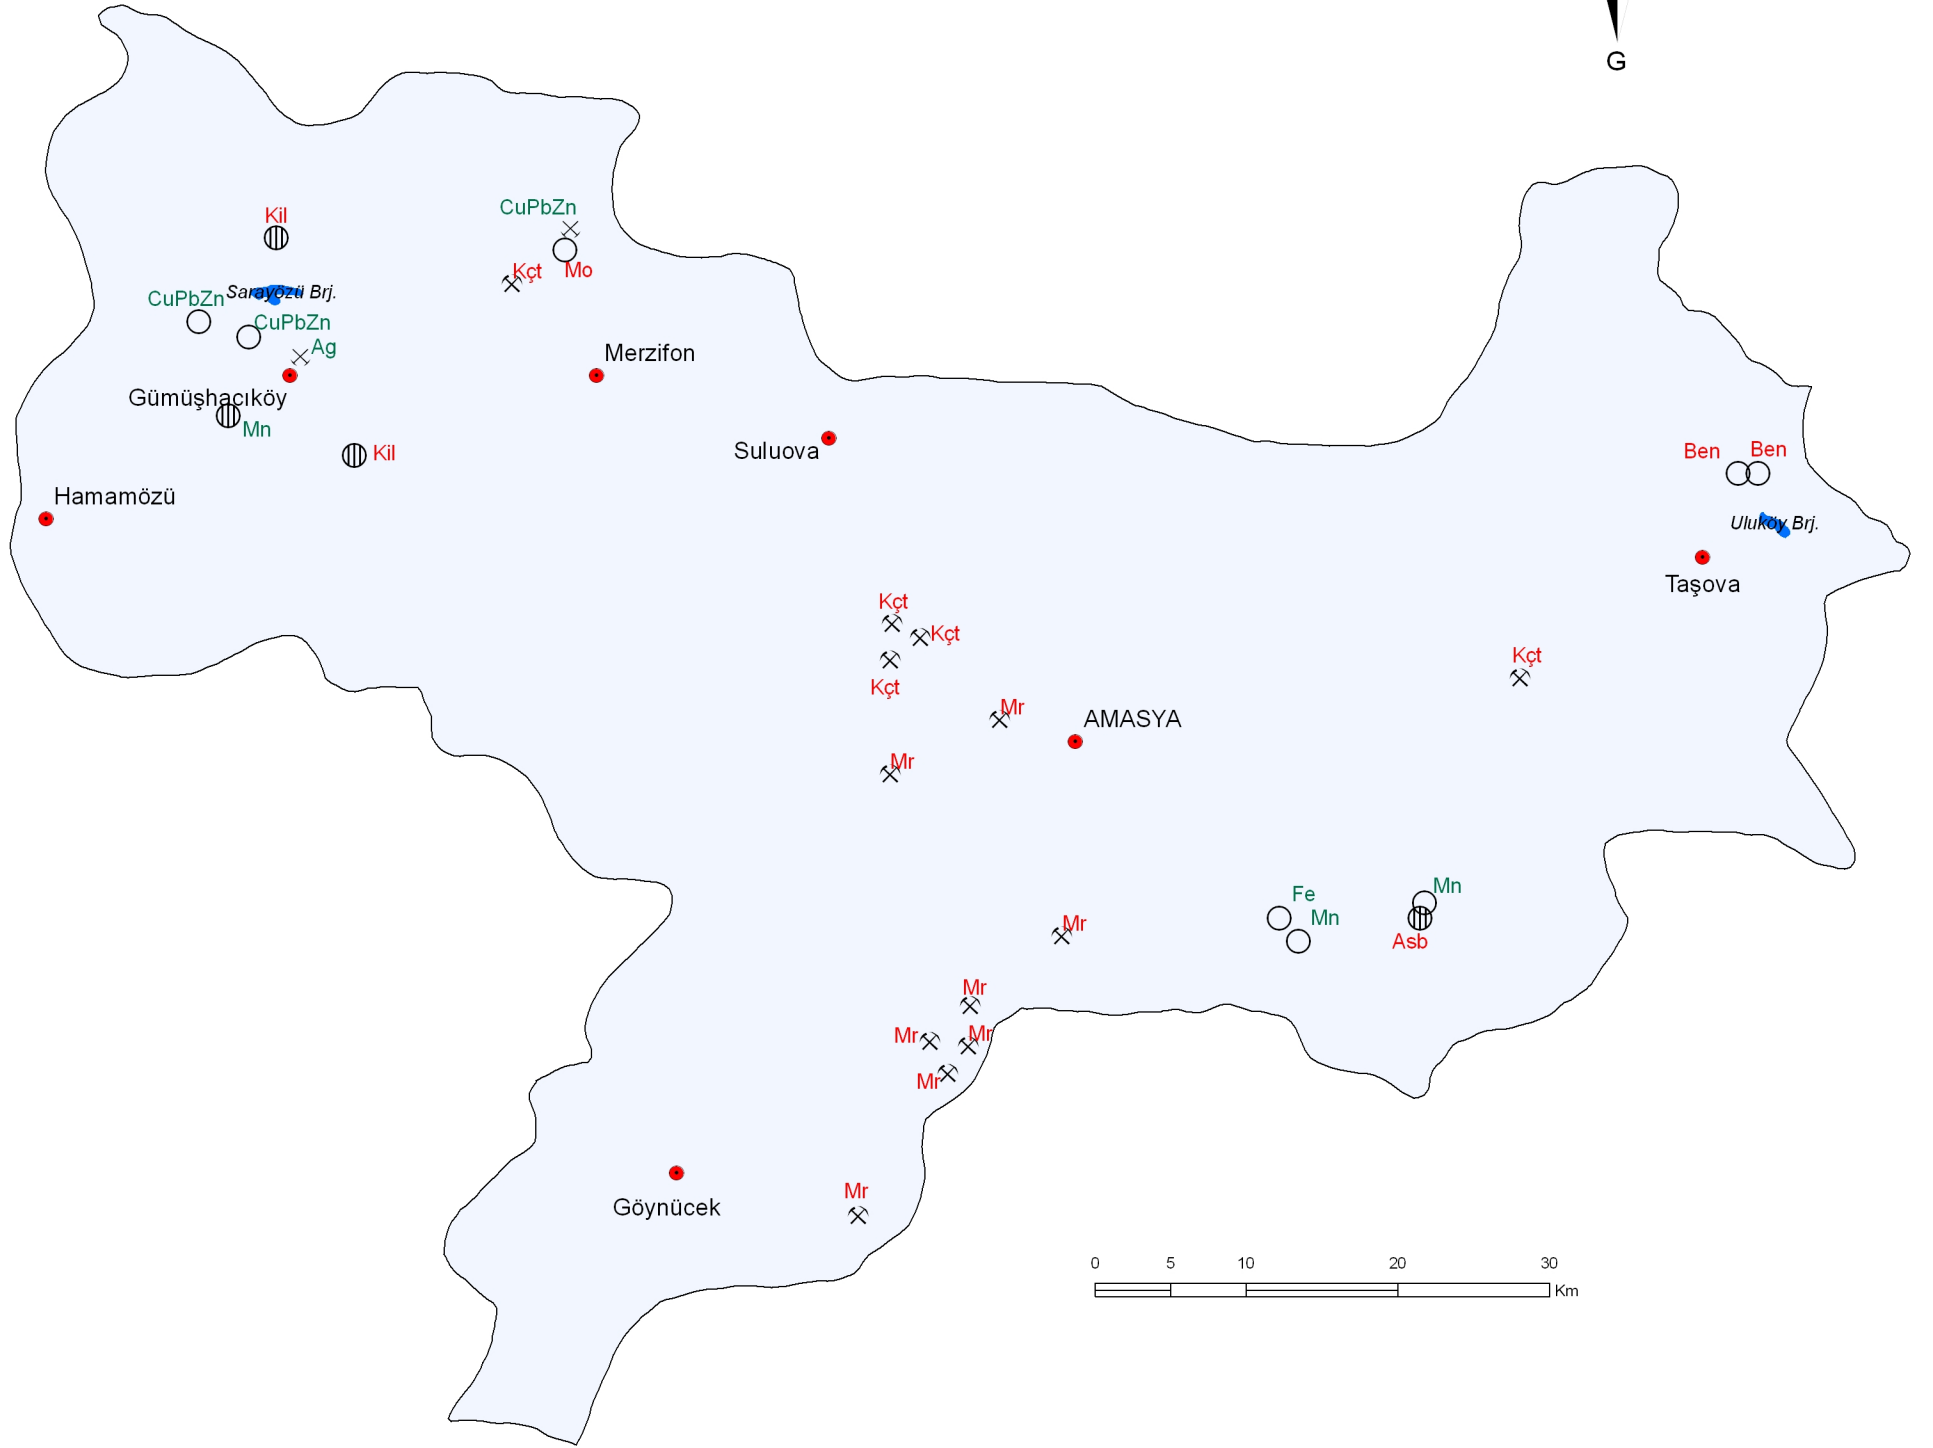 G
CuPbZn
Kil
Mo
Kçt
Sarayözü Brj.
CuPbZn
CuPbZn
Ag
Merzifon
Gümüşhacıköy
Mn
Kil
Suluova
Ben
Ben
Hamamözü
Uluköy Brj.
Taşova
Kçt
Kçt
Kçt
Kçt
Mr
AMASYA
Mr
Mn
Fe
Mn
Mr
Asb
Mr
Mr
Mr
Mr
Mr
Göynücek
0 5 10 20 30
Km